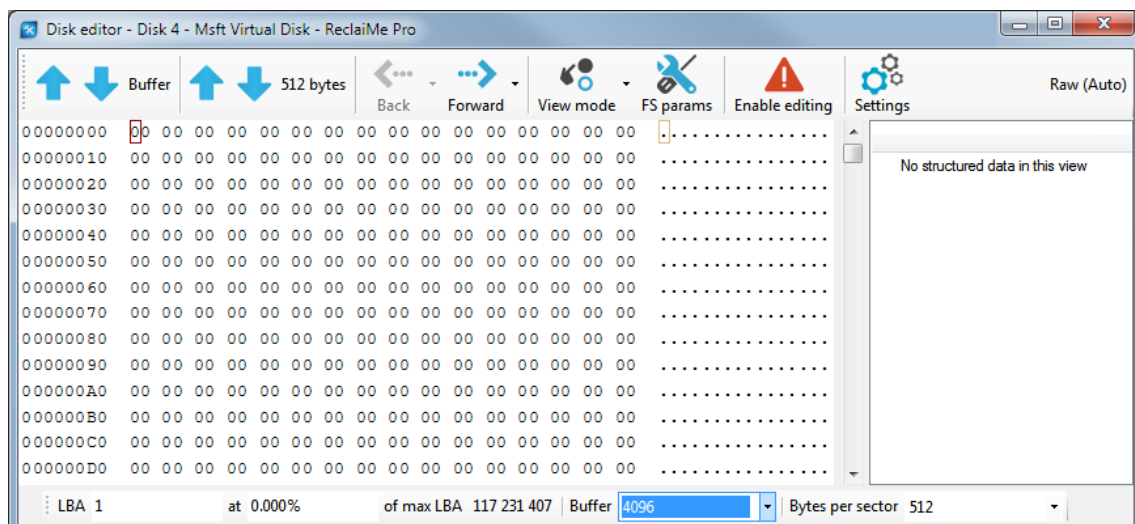 Disk editor - Disk 4 - Msft Virtual Disk - ReclaiMe Pro
Buffer 512 bytes Back Forward View mode FS params Enable editing Settings Raw (Auto)
00000000 00 00 00 00 00 00 00 00 00 00 00 00 00 00 00 00 ................
00000010 00 00 00 00 00 00 00 00 00 00 00 00 00 00 00 00 ................
00000020 00 00 00 00 00 00 00 00 00 00 00 00 00 00 00 00 ................
00000030 00 00 00 00 00 00 00 00 00 00 00 00 00 00 00 00 ................
00000040 00 00 00 00 00 00 00 00 00 00 00 00 00 00 00 00 ................
00000050 00 00 00 00 00 00 00 00 00 00 00 00 00 00 00 00 ................
00000060 00 00 00 00 00 00 00 00 00 00 00 00 00 00 00 00 ................
00000070 00 00 00 00 00 00 00 00 00 00 00 00 00 00 00 00 ................
00000080 00 00 00 00 00 00 00 00 00 00 00 00 00 00 00 00 ................
00000090 00 00 00 00 00 00 00 00 00 00 00 00 00 00 00 00 ................
000000A0 00 00 00 00 00 00 00 00 00 00 00 00 00 00 00 00 ................
000000B0 00 00 00 00 00 00 00 00 00 00 00 00 00 00 00 00 ................
000000C0 00 00 00 00 00 00 00 00 00 00 00 00 00 00 00 00 ................
000000D0 00 00 00 00 00 00 00 00 00 00 00 00 00 00 00 00 ................
No structured data in this view
LBA 1 at 0.000% of max LBA 117 231 407 Buffer 4096 Bytes per sector 512